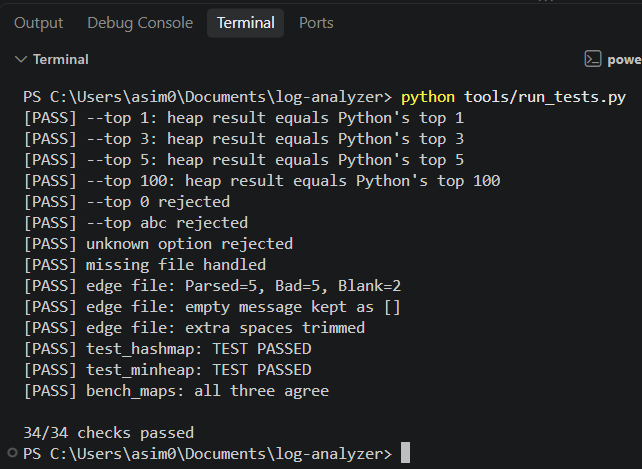 Output Debug Console Terminal Ports
Terminal powe
PS C:\Users\asim0\Documents\log-analyzer> python tools/run_tests.py
[PASS] --top 1: heap result equals Python's top 1
[PASS] --top 3: heap result equals Python's top 3
[PASS] --top 5: heap result equals Python's top 5
[PASS] --top 100: heap result equals Python's top 100
[PASS] --top 0 rejected
[PASS] --top abc rejected
[PASS] unknown option rejected
[PASS] missing file handled
[PASS] edge file: Parsed=5, Bad=5, Blank=2
[PASS] edge file: empty message kept as []
[PASS] edge file: extra spaces trimmed
[PASS] test_hashmap: TEST PASSED
[PASS] test_minheap: TEST PASSED
[PASS] bench_maps: all three agree
34/34 checks passed
PS C:\Users\asim0\Documents\log-analyzer>